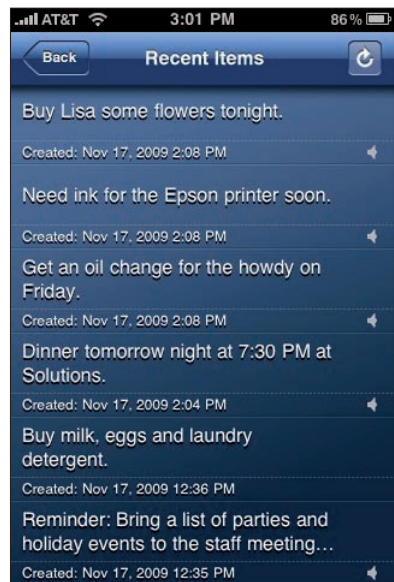 AT&T 3:01 PM 86%
Back Recent Items
Buy Lisa some flowers tonight.
Created: Nov 17, 2009 2:08 PM
Need ink for the Epson printer soon.
Created: Nov 17, 2009 2:08 PM
Get an oil change for the howdy on
Friday.
Created: Nov 17, 2009 2:08 PM
Dinner tomorrow night at 7:30 PM at
Solutions.
Created: Nov 17, 2009 2:04 PM
Buy milk, eggs and laundry
detergent.
Created: Nov 17, 2009 12:36 PM
Reminder: Bring a list of parties and
holiday events to the staff meeting...
Created: Nov 17, 2009 12:35 PM